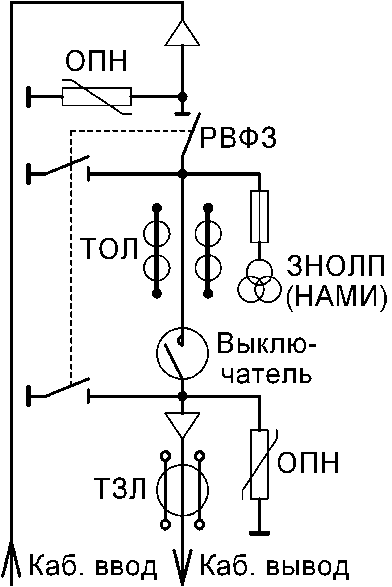 ОПН
РВФЗ
ТОЛ
ЗНОЛП
(НАМИ)
Выклю-
чатель
ТЗЛ
ОПН
Каб. ввод
Каб. вывод